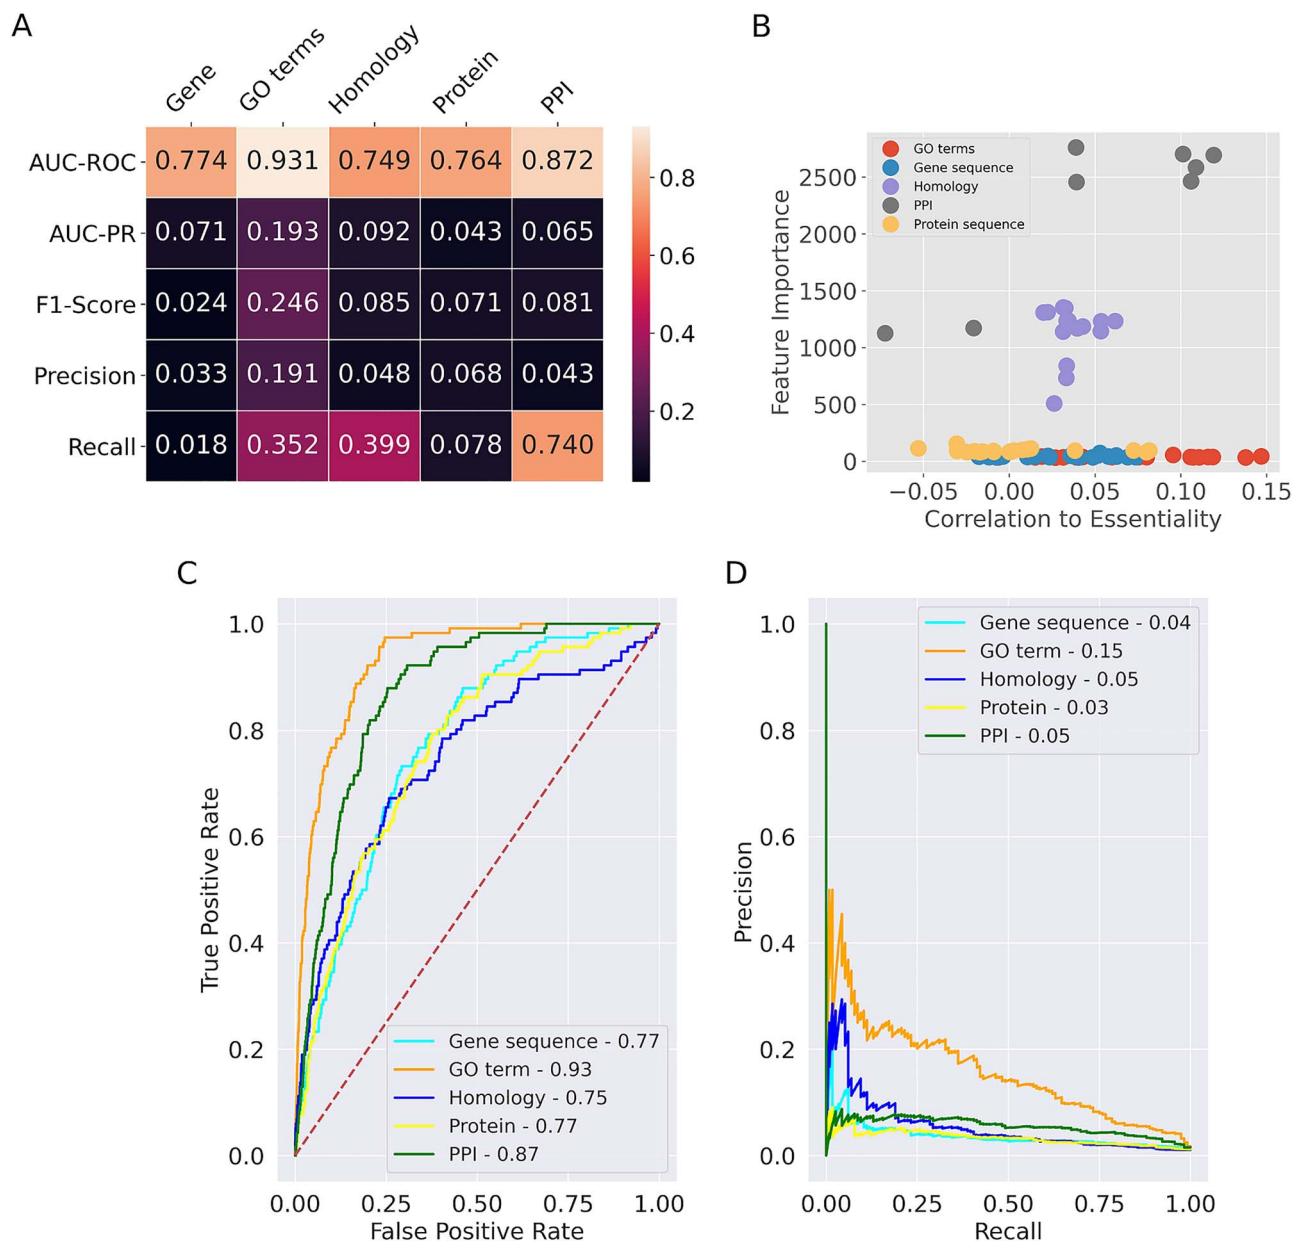 A
Gene GO terms Homology Protein PPI
AUC-ROC 0.774 0.931 0.749 0.764 0.872
AUC-PR 0.071 0.193 0.092 0.043 0.065
F1-Score 0.024 0.246 0.085 0.071 0.081
Precision 0.033 0.191 0.048 0.068 0.043
Recall 0.018 0.352 0.399 0.078 0.740
0.8
0.6
0.4
0.2
B
GO terms
Gene sequence
Homology
PPI
Protein sequence
Feature Importance
2500
2000
1500
1000
500
0
−0.05 0.00 0.05 0.10 0.15
Correlation to Essentiality
C
True Positive Rate
1.0
0.8
0.6
0.4
0.2
0.0
Gene sequence - 0.77
GO term - 0.93
Homology - 0.75
Protein - 0.77
PPI - 0.87
0.00 0.25 0.50 0.75 1.00
False Positive Rate
D
Precision
1.0
0.8
0.6
0.4
0.2
0.0
Gene sequence - 0.04
GO term - 0.15
Homology - 0.05
Protein - 0.03
PPI - 0.05
0.00 0.25 0.50 0.75 1.00
Recall